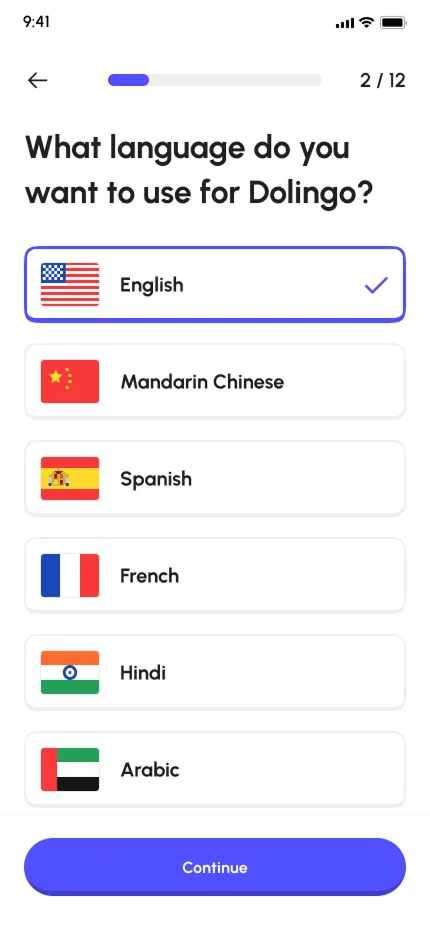 9:41
2 / 12
What language do you
want to use for Dolingo?
English
Mandarin Chinese
Spanish
French
Hindi
Arabic
Continue